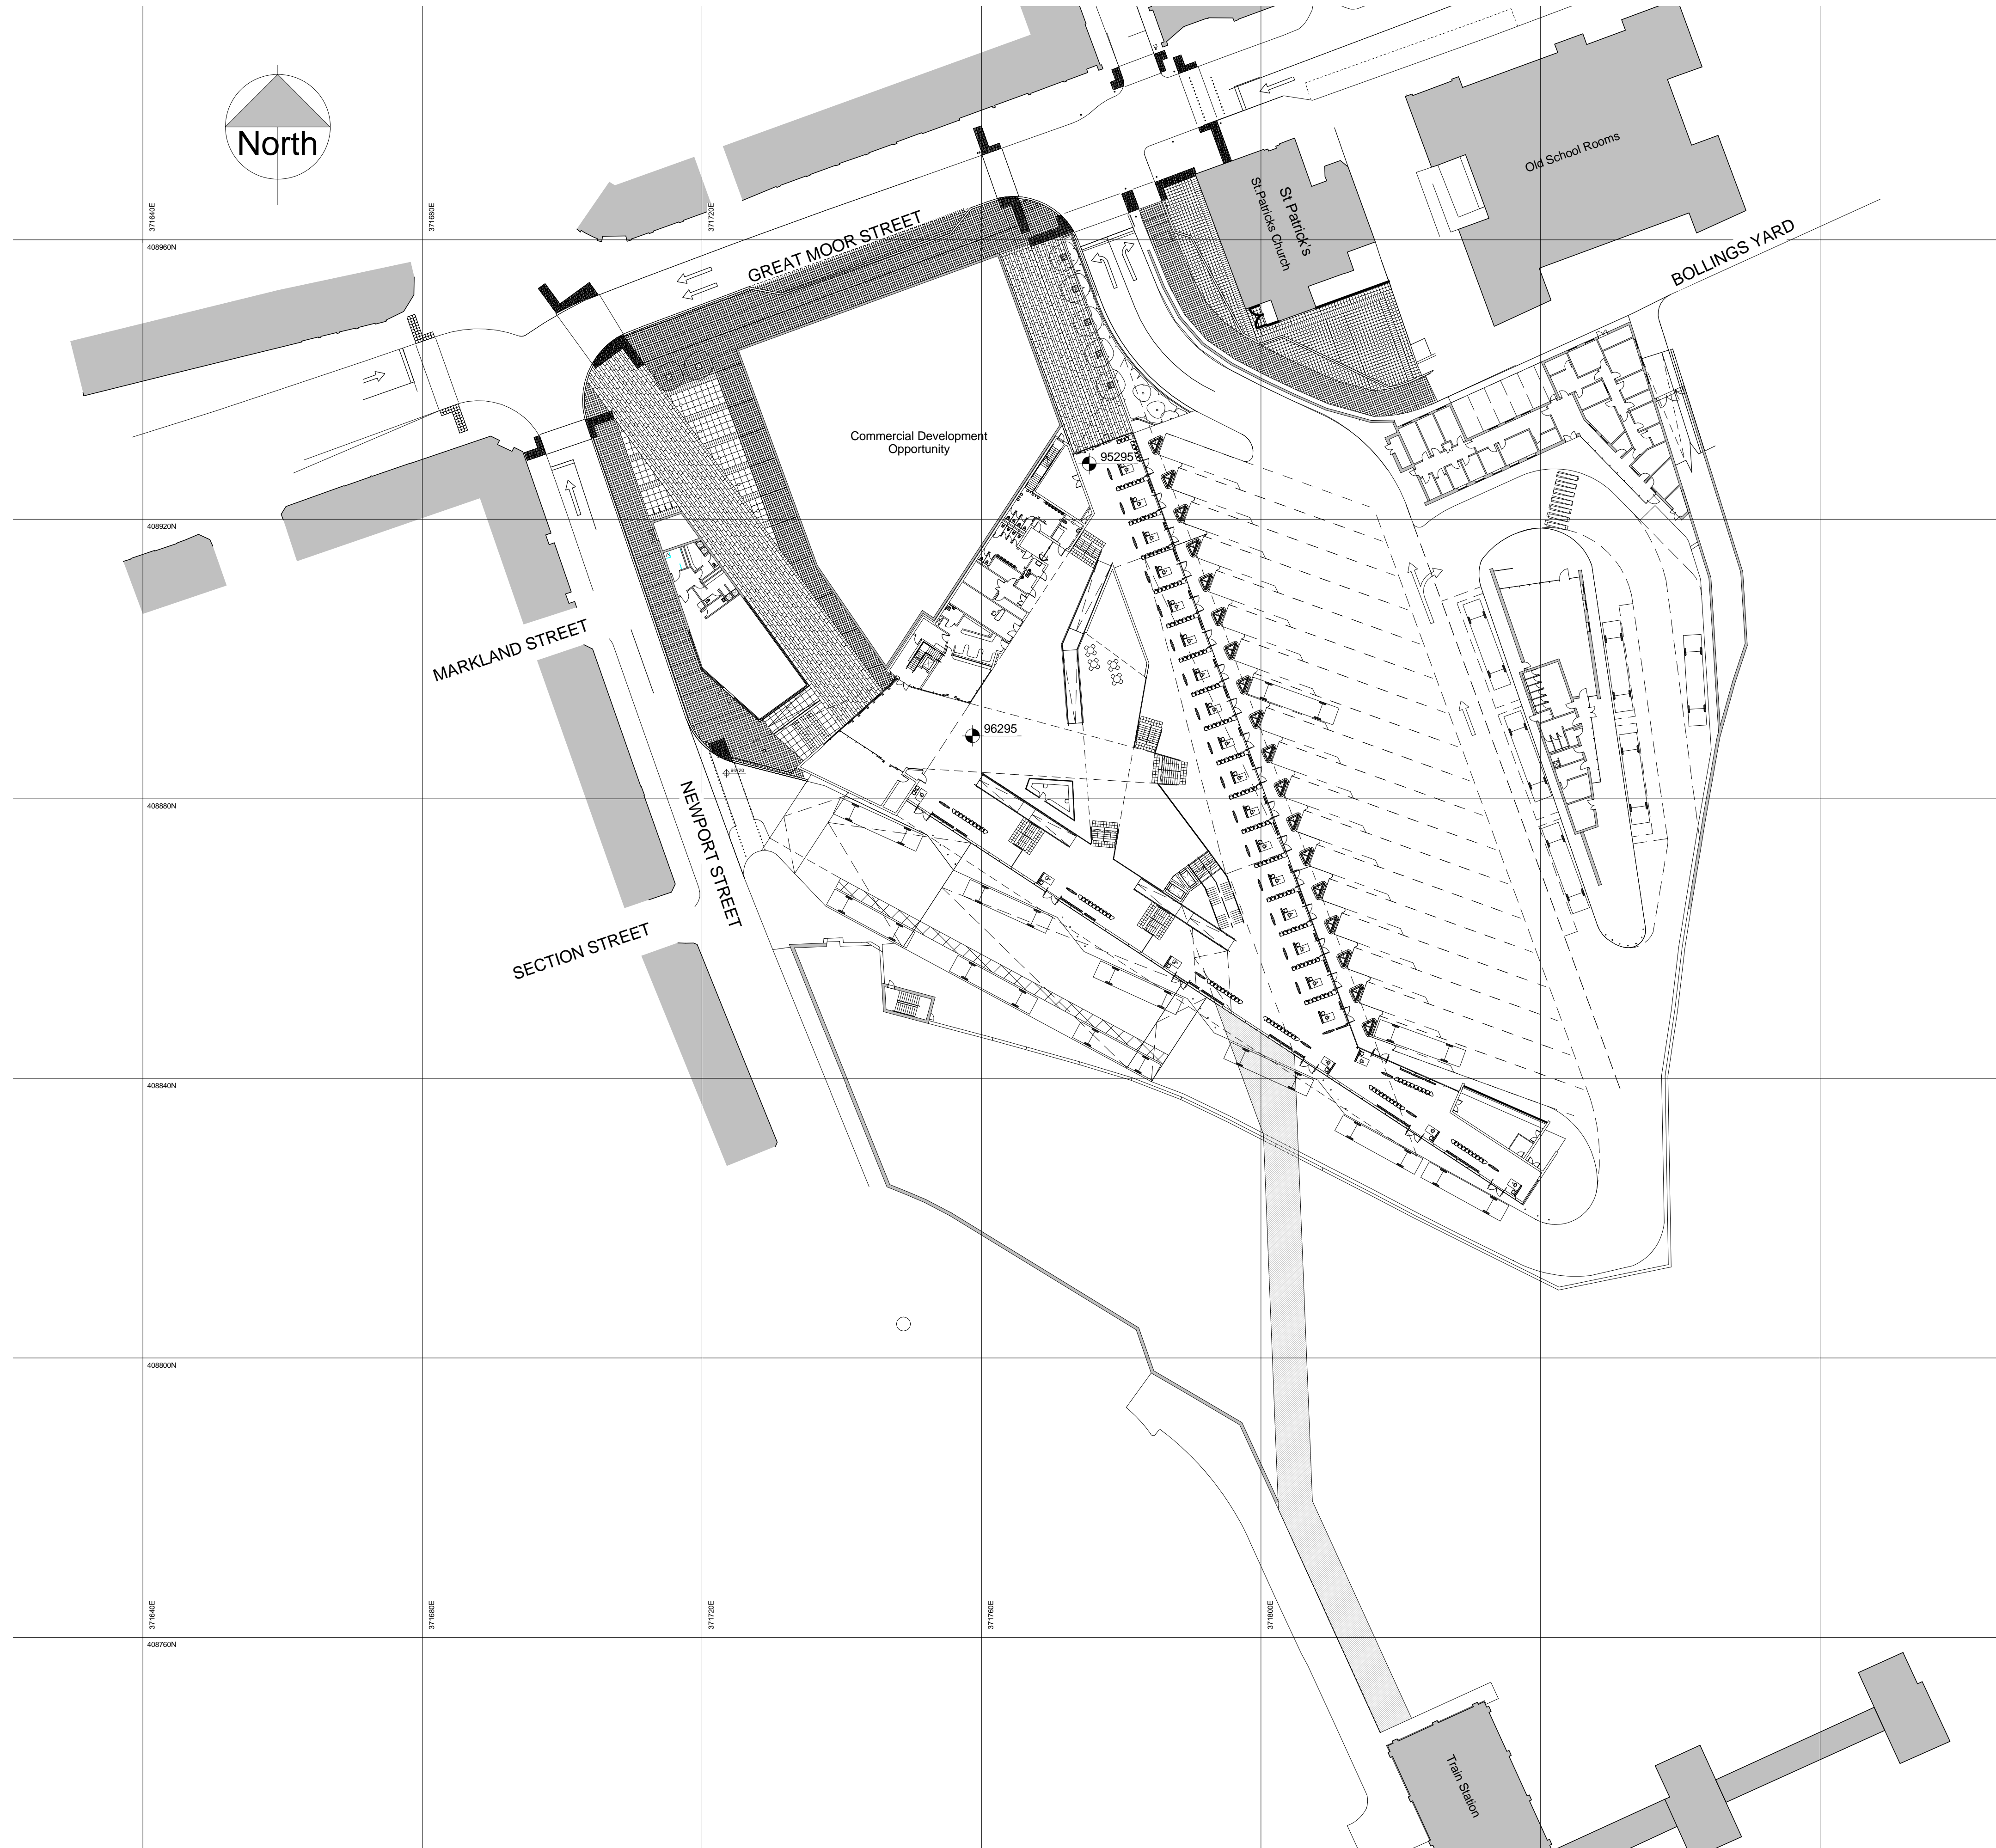 North
371640E
371680E
371720E
408960N
GREAT MOOR STREET
St Patrick's
St.Patricks Church
Old School Rooms
BOLLINGS YARD
Commercial Development
Opportunity
95295
408920N
MARKLAND STREET
96295
408880N
NEWPORT STREET
SECTION STREET
408840N
408800N
371640E
371680E
371720E
371760E
371800E
408760N
Train Station